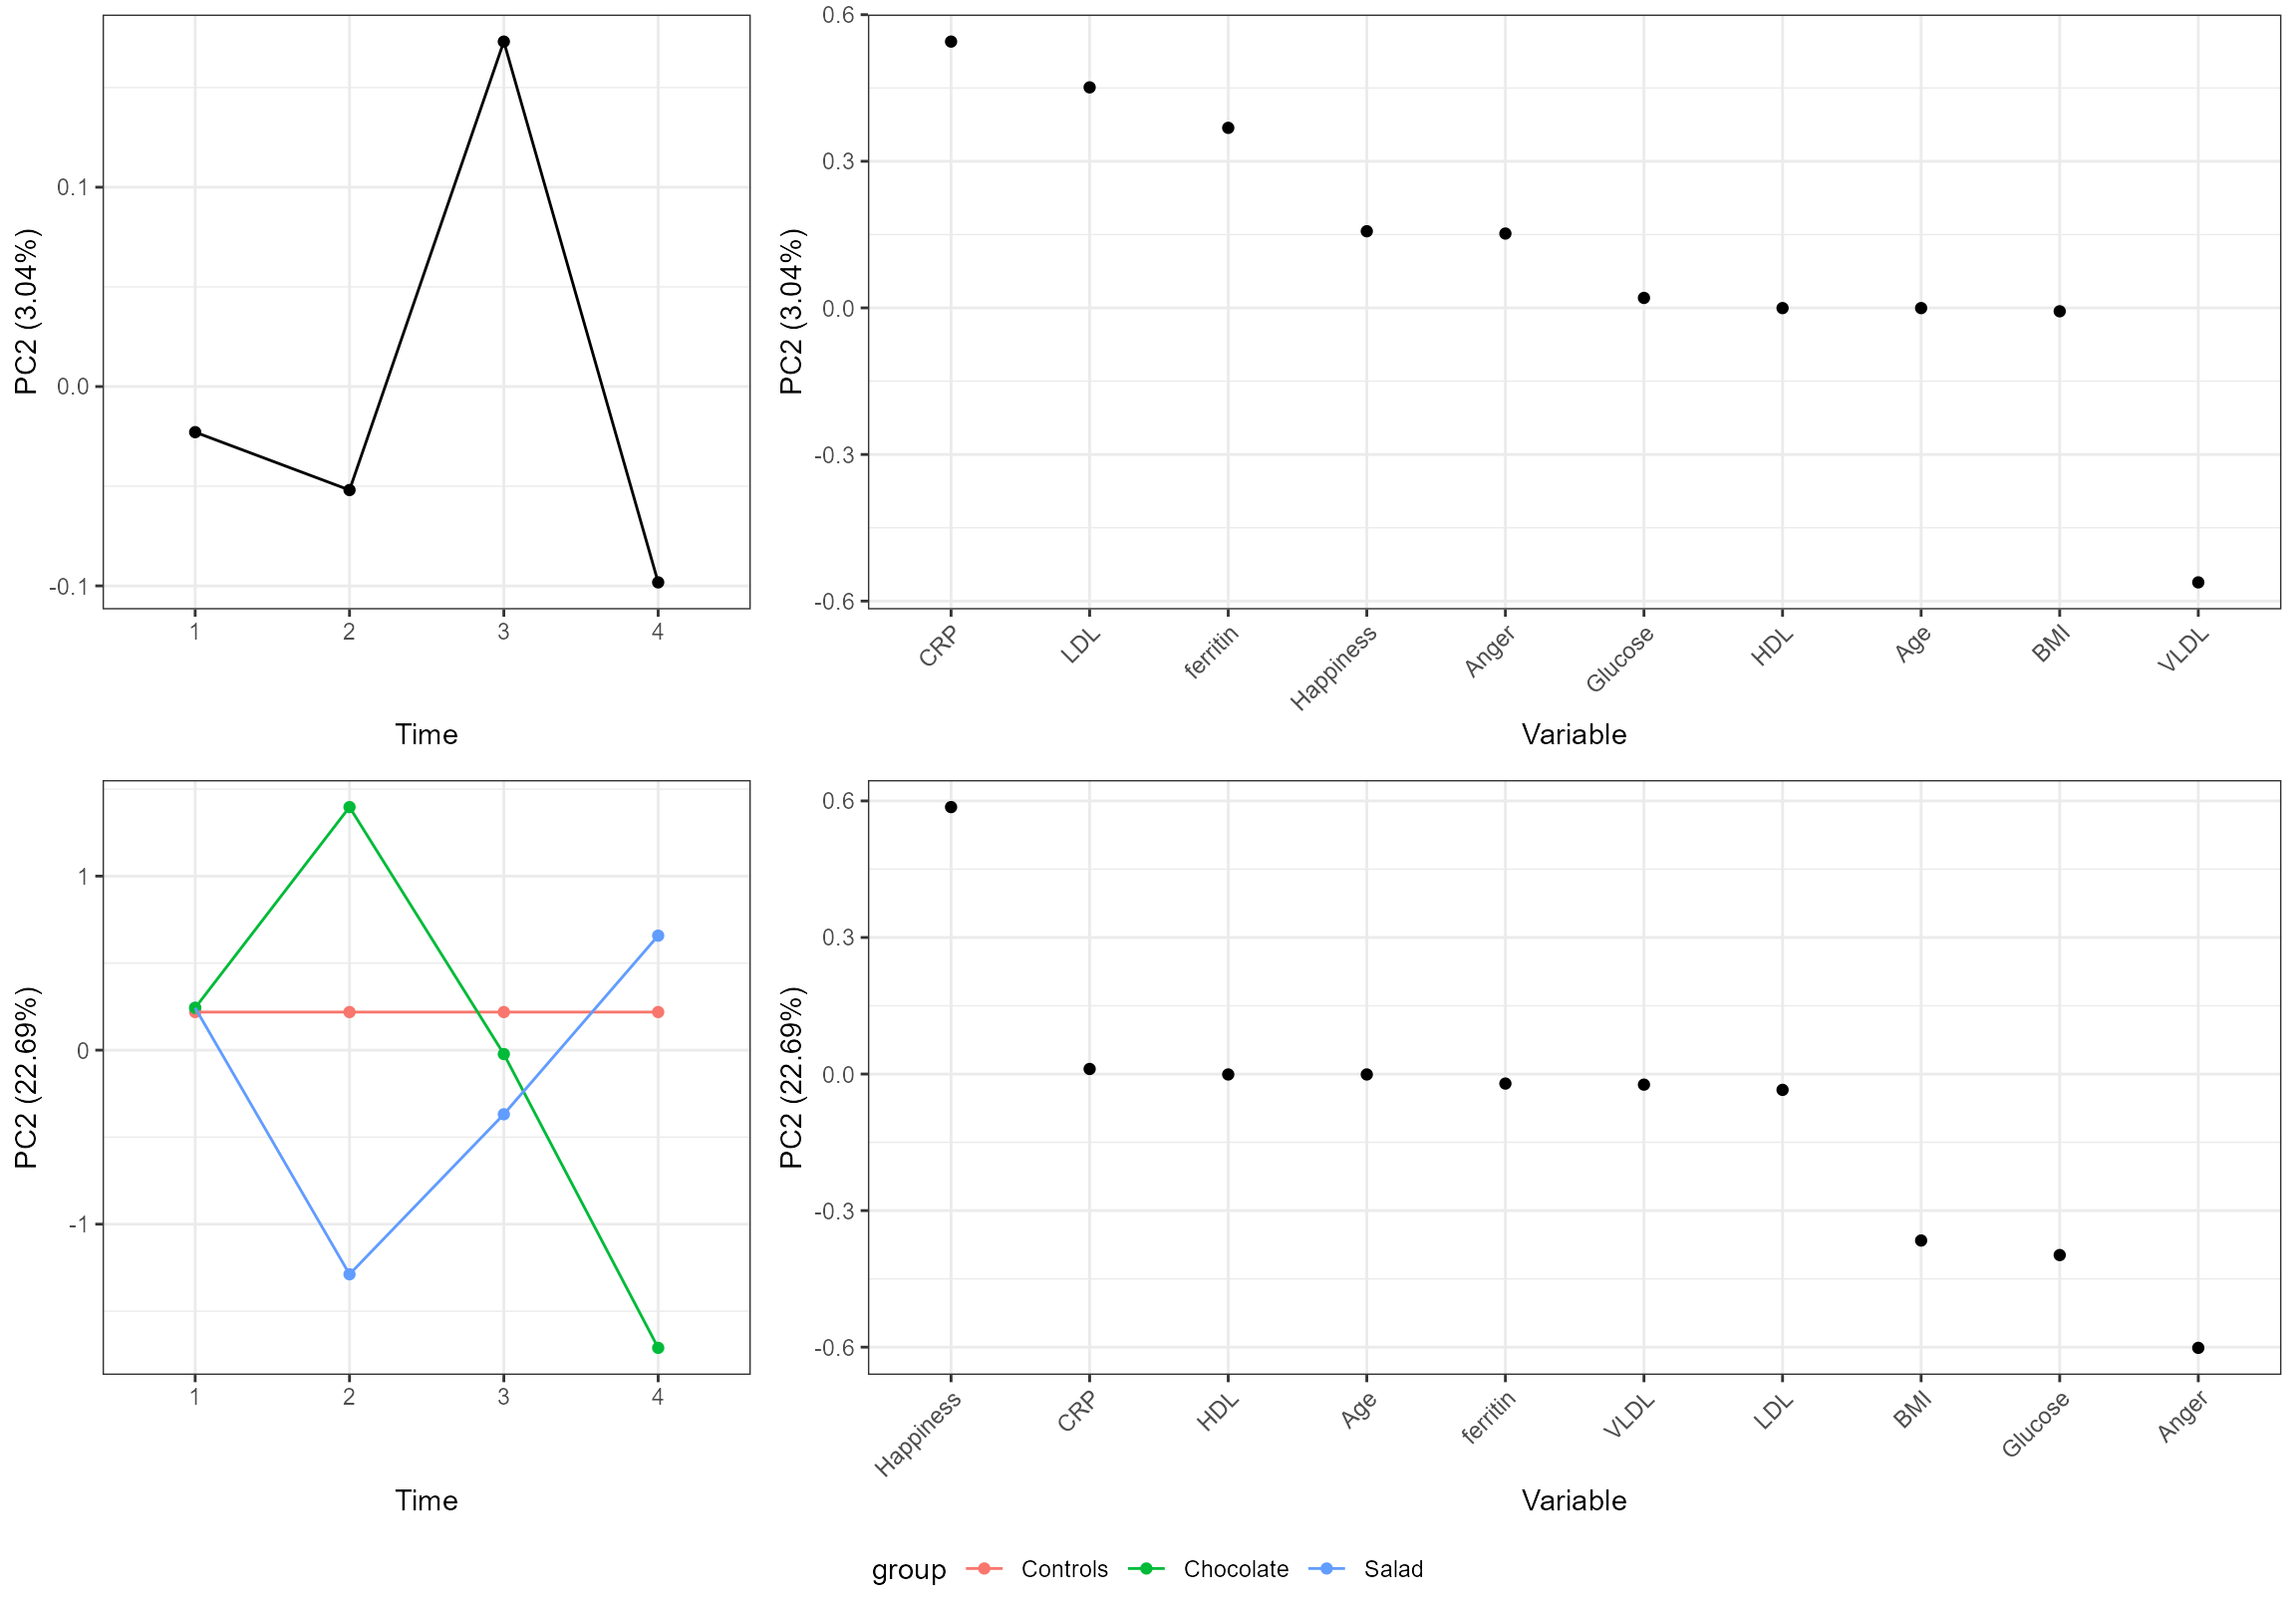 PC2 (3.04%)
0.1
0.0
-0.1
1 2 3 4
Time
PC2 (3.04%)
0.6
0.3
0.0
-0.3
-0.6
CRP LDL ferritin Happiness Anger Glucose HDL Age BMI VLDL
Variable
PC2 (22.69%)
1
0
-1
1 2 3 4
Time
PC2 (22.69%)
0.6
0.3
0.0
-0.3
-0.6
Happiness CRP HDL Age ferritin VLDL LDL BMI Glucose Anger
Variable
group Controls Chocolate Salad